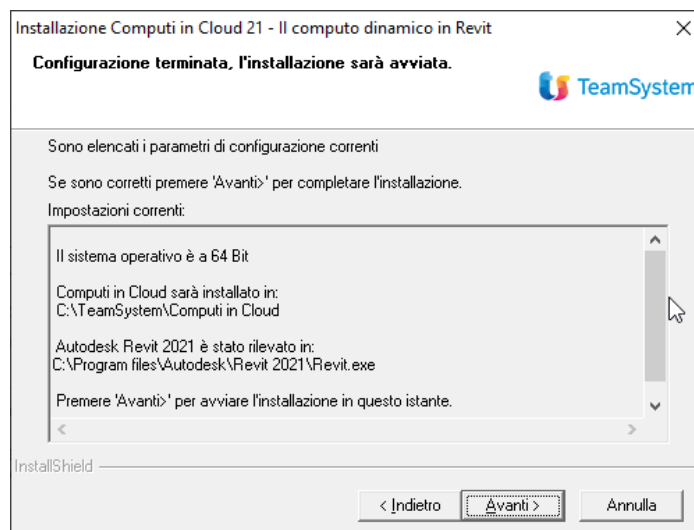 Installazione Computi in Cloud 21 - Il computo dinamico in Revit
Configurazione terminata, l'installazione sarà avviata.
TeamSystem
Sono elencati i parametri di configurazione correnti
Se sono corretti premere 'Avanti>' per completare l'installazione.
Impostazioni correnti:
Il sistema operativo è a 64 Bit
Computi in Cloud sarà installato in:
C:\TeamSystem\Computi in Cloud
Autodesk Revit 2021 è stato rilevato in:
C:\Program files\Autodesk\Revit 2021\Revit.exe
Premere 'Avanti>' per avviare l'installazione in questo istante.
InstallShield
< Indietro
Avanti >
Annulla